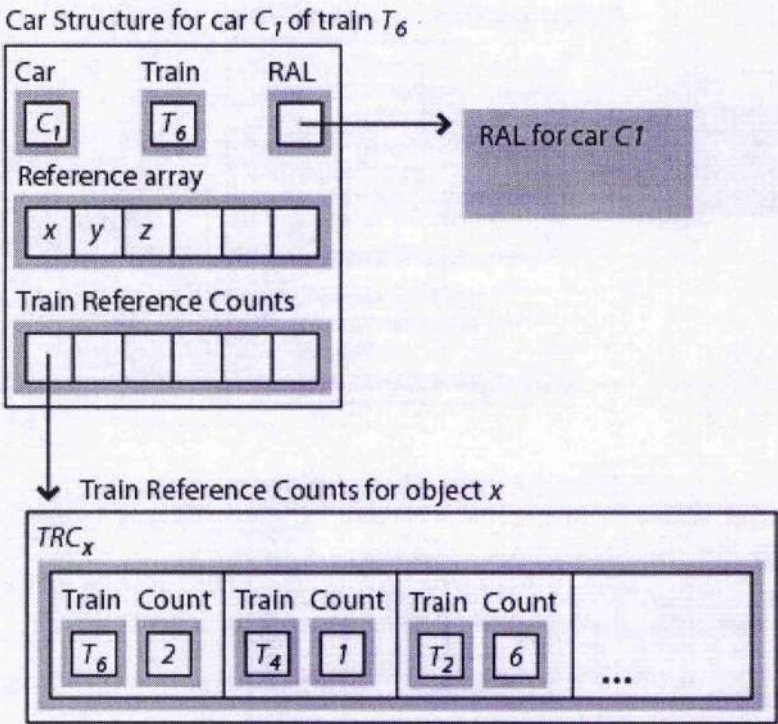 Car Structure for car C₁ of train T₆
Car Train RAL
C₁ T₆
RAL for car C1
Reference array
x y z
Train Reference Counts
Train Reference Counts for object x
TRCₓ
Train Count Train Count Train Count
T₆ 2 T₄ 1 T₂ 6 ...